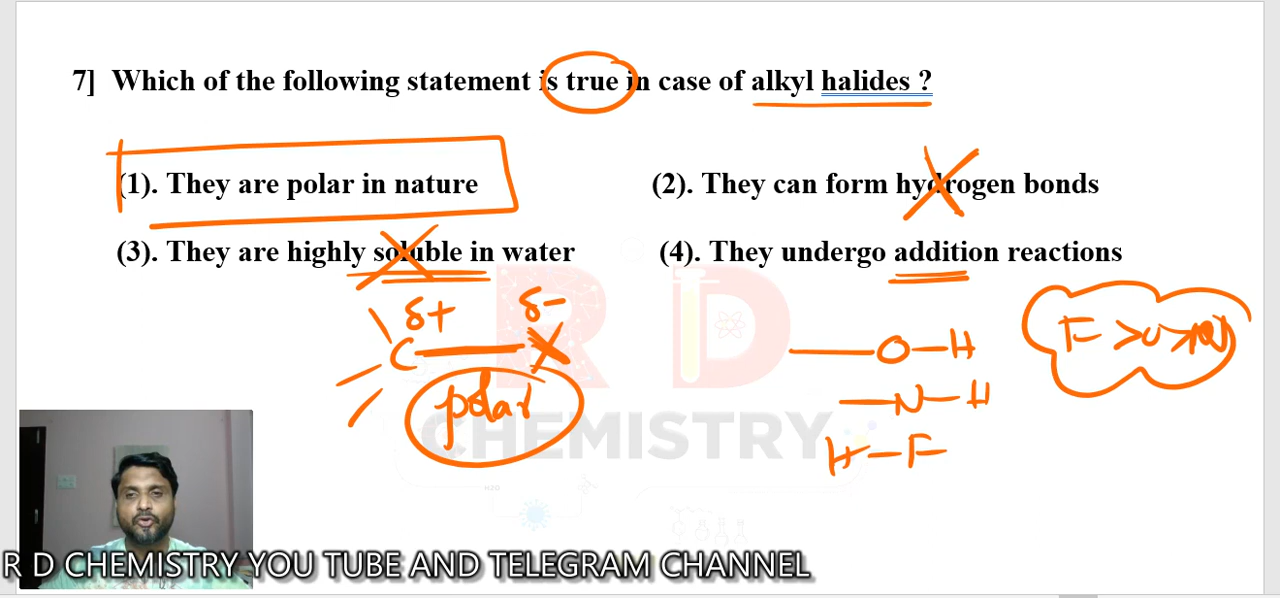 7] Which of the following statement is true in case of alkyl halides ?
(1). They are polar in nature
(2). They can form hydrogen bonds
(3). They are highly soluble in water
(4). They undergo addition reactions
δ+ δ-
C X
polar
O-H
N-H
H-F
F >
R D
CHEMISTRY
H2O
R D CHEMISTRY YOU TUBE AND TELEGRAM CHANNEL